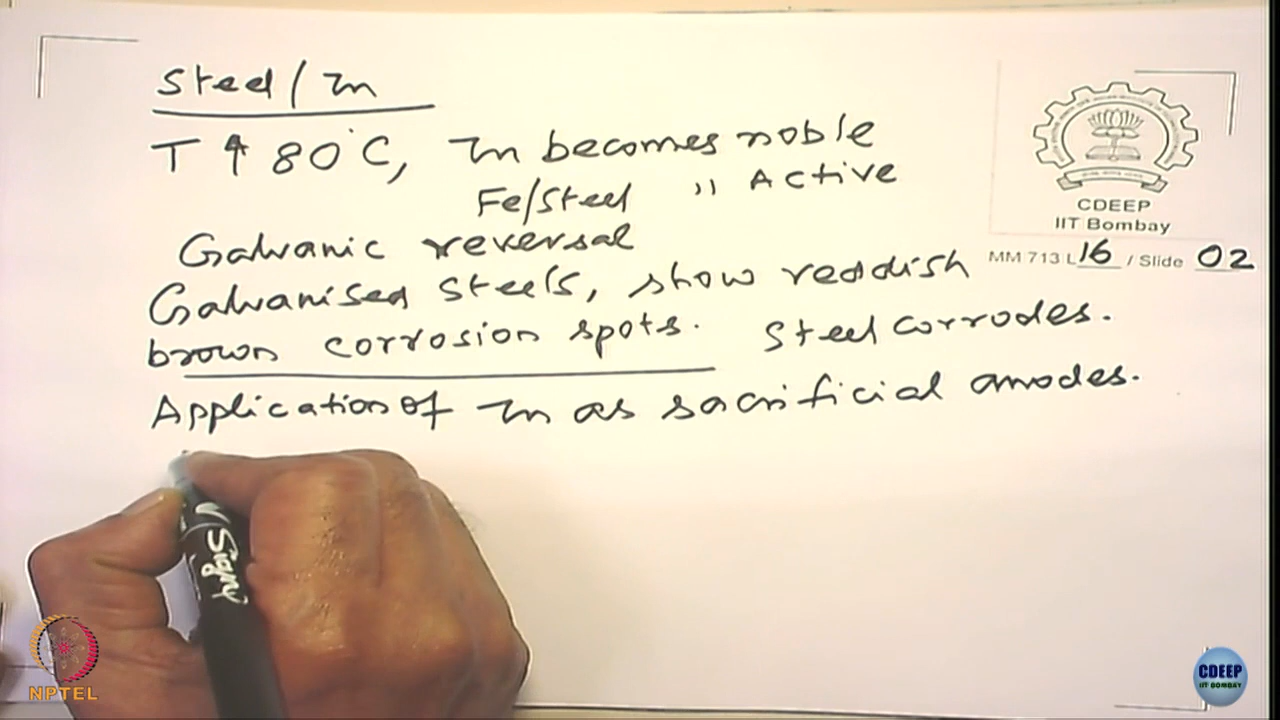 Steel / Zn
T ↑ 80°C, Zn becomes noble
Fe/Steel " Active
Galvanic reversal
Galvanised steels, show reddish
brown corrosion spots. Steel corrodes.
Application of Zn as sacrificial anodes.
CDEEP
IIT Bombay
MM 713 L 16 / Slide 02
Sign
NPTEL
CDEEP
IIT BOMBAY